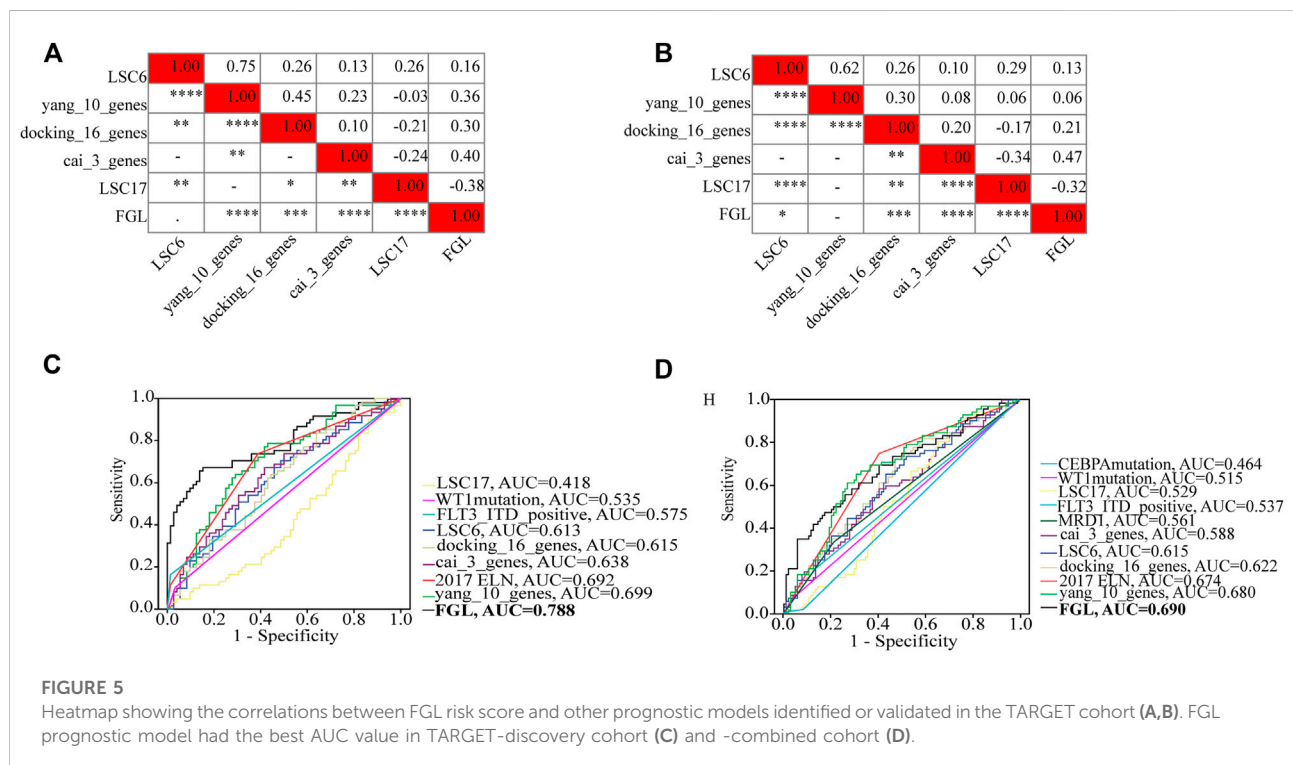 A
LSC6 1.00 0.75 0.26 0.13 0.26 0.16
yang_10_genes **** 1.00 0.45 0.23 -0.03 0.36
docking_16_genes ** **** 1.00 0.10 -0.21 0.30
cai_3_genes - ** - 1.00 -0.24 0.40
LSC17 ** - * ** 1.00 -0.38
FGL . **** *** **** **** 1.00
LSC6 yang_10_genes docking_16_genes cai_3_genes LSC17 FGL
B
LSC6 1.00 0.62 0.26 0.10 0.29 0.13
yang_10_genes **** 1.00 0.30 0.08 0.06 0.06
docking_16_genes **** **** 1.00 0.20 -0.17 0.21
cai_3_genes - - ** 1.00 -0.34 0.47
LSC17 **** - ** **** 1.00 -0.32
FGL * - *** **** **** 1.00
LSC6 yang_10_genes docking_16_genes cai_3_genes LSC17 FGL
C
Sensitivity
1.0
0.8
0.6
0.4
0.2
0.0
0.0 0.2 0.4 0.6 0.8 1.0
1 - Specificity
LSC17, AUC=0.418
WT1mutation, AUC=0.535
FLT3_ITD_positive, AUC=0.575
LSC6, AUC=0.613
docking_16_genes, AUC=0.615
cai_3_genes, AUC=0.638
2017 ELN, AUC=0.692
yang_10_genes, AUC=0.699
FGL, AUC=0.788
D
H
Sensitivity
1.0
0.8
0.6
0.4
0.2
0.0
0.0 0.2 0.4 0.6 0.8 1.0
1 - Specificity
CEBPAmutation, AUC=0.464
WT1mutation, AUC=0.515
LSC17, AUC=0.529
FLT3_ITD_positive, AUC=0.537
MRD1, AUC=0.561
cai_3_genes, AUC=0.588
LSC6, AUC=0.615
docking_16_genes, AUC=0.622
2017 ELN, AUC=0.674
yang_10_genes, AUC=0.680
FGL, AUC=0.690
FIGURE 5
Heatmap showing the correlations between FGL risk score and other prognostic models identified or validated in the TARGET cohort (A,B). FGL
prognostic model had the best AUC value in TARGET-discovery cohort (C) and -combined cohort (D).